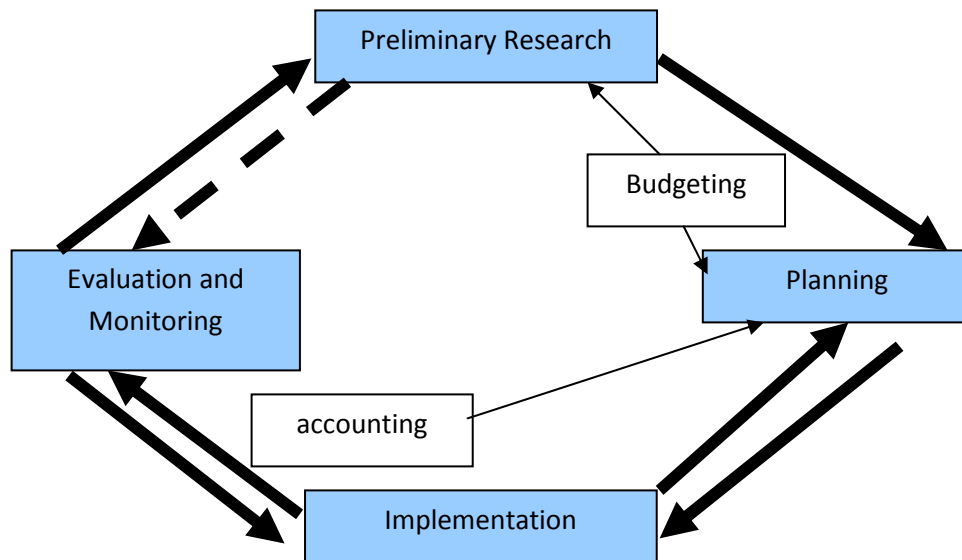 Preliminary Research
Budgeting
Evaluation and
Monitoring
Planning
accounting
Implementation